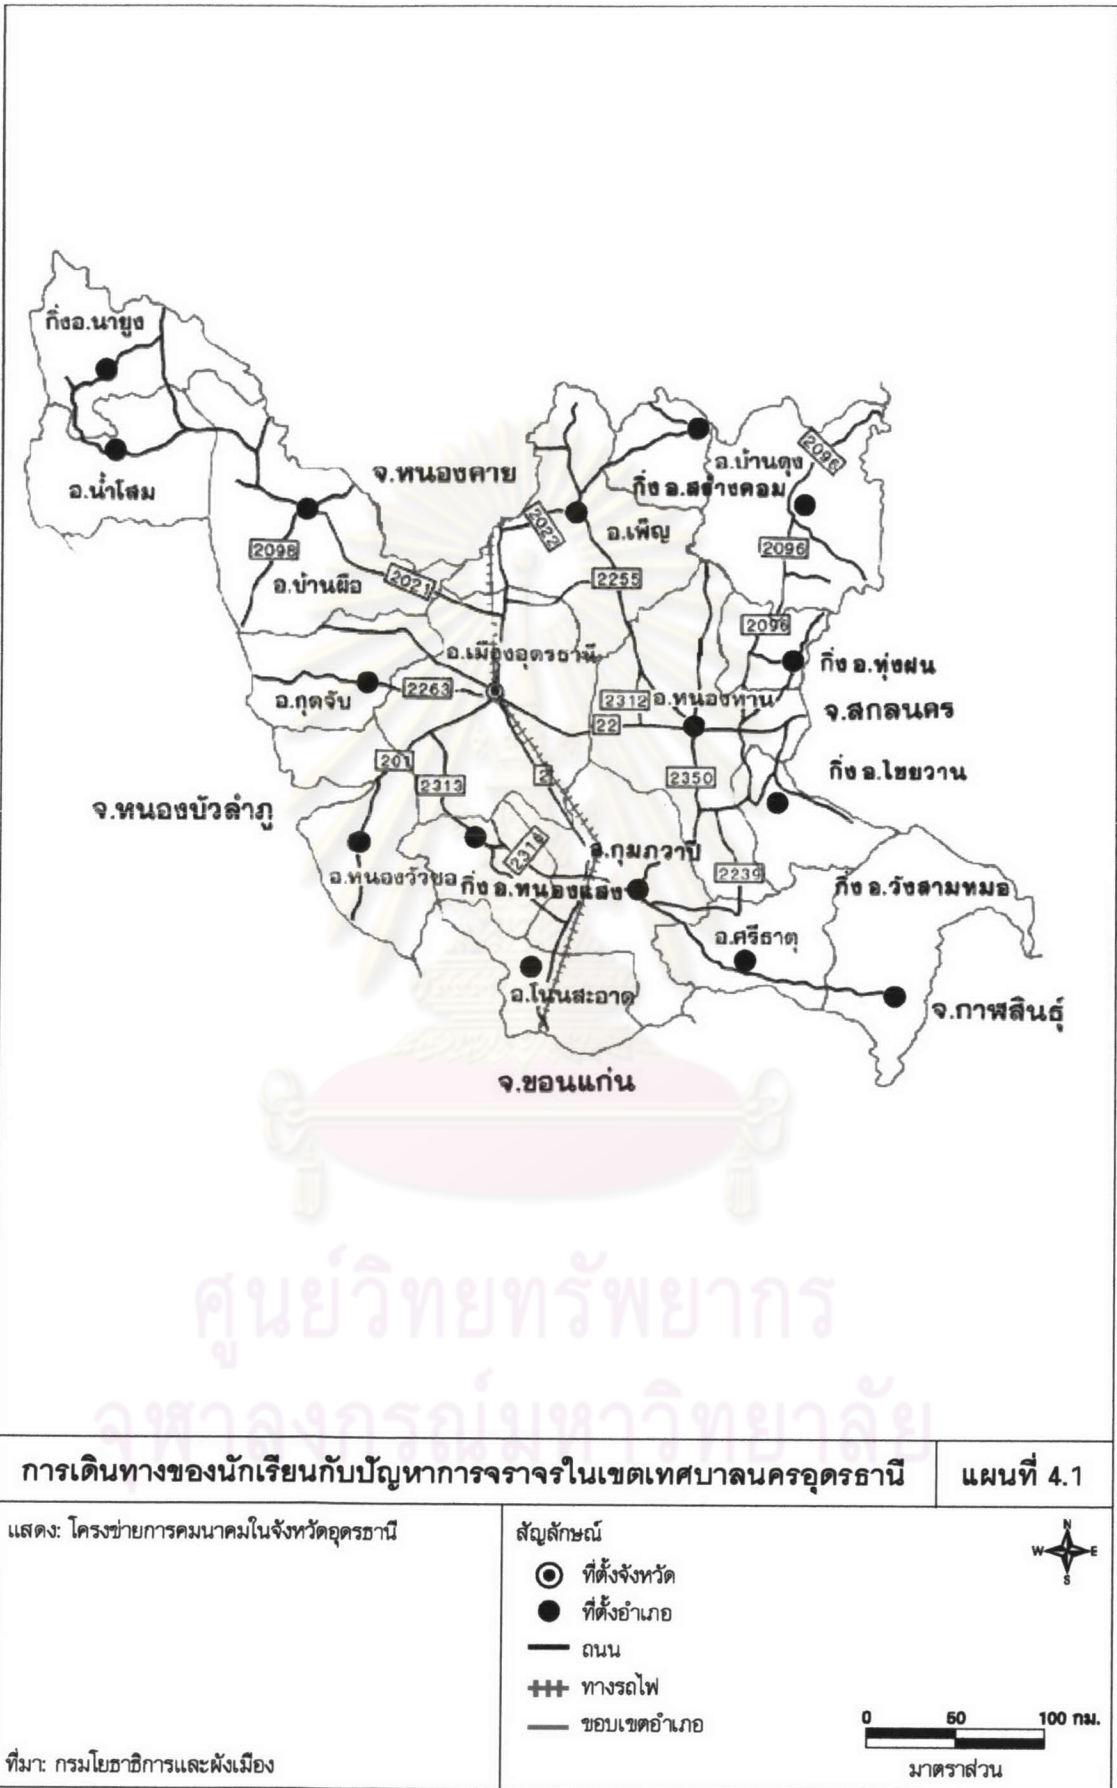 กิ่งอ.นายูง
อ.น้ำโสม
จ.หนองคาย
2096
อ.บ้านดุง
กิ่ง อ.สร้างคอม
2022
อ.เพ็ญ
2098
2096
อ.บ้านผือ
2021
2255
2096
อ.เมืองอุดรธานี
กิ่ง อ.ทุ่งฝน
อ.กุดจับ
2263
2312
อ.หนองหาน
22
จ.สกลนคร
201
2313
2
2350
กิ่ง อ.ไชยวาน
จ.หนองบัวลำภู
2314
อ.กุมภวาปี
อ.หนองวัวซอ
กิ่ง อ.หนองแสง
2239
กิ่ง อ.วังสามหมอ
อ.ศรีธาตุ
อ.โนนสะอาด
จ.กาฬสินธุ์
จ.ขอนแก่น
ศูนย์วิทยทรัพยากร
จุฬาลงกรณ์มหาวิทยาลัย
การเดินทางของนักเรียนกับปัญหาการจราจรในเขตเทศบาลนครอุดรธานี
แผนที่ 4.1
แสดง: โครงข่ายการคมนาคมในจังหวัดอุดรธานี
สัญลักษณ์
ที่ตั้งจังหวัด
ที่ตั้งอำเภอ
ถนน
ทางรถไฟ
ขอบเขตอำเภอ
N
W E
S
0 50 100 กม.
มาตราส่วน
ที่มา: กรมโยธาธิการและผังเมือง